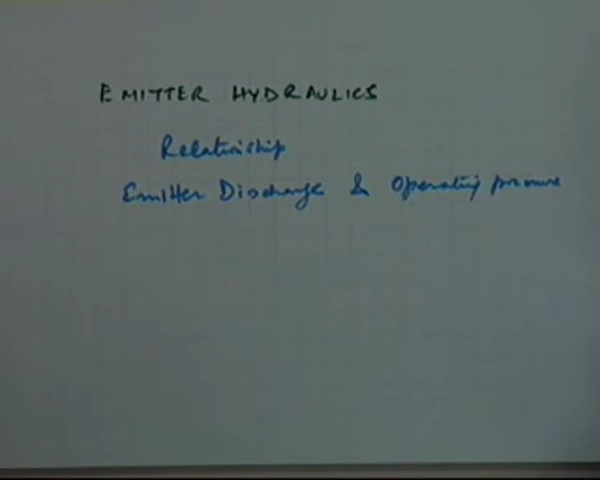 EMITTER HYDRAULICS
Relationship
Emitter Discharge & Operating pressure